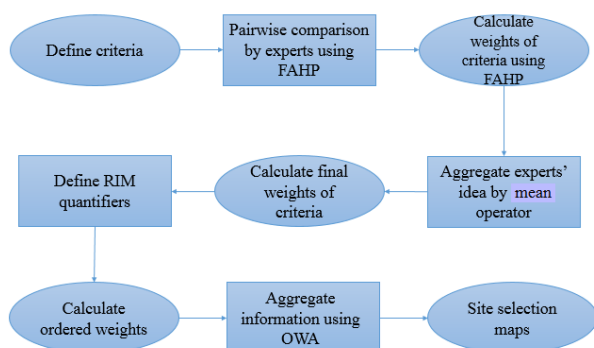 Define criteria
Pairwise comparison
by experts using
FAHP
Calculate
weights of
criteria using
FAHP
Aggregate experts’
idea by mean
operator
Calculate final
weights of
criteria
Define RIM
quantifiers
Calculate
ordered weights
Aggregate
information using
OWA
Site selection
maps